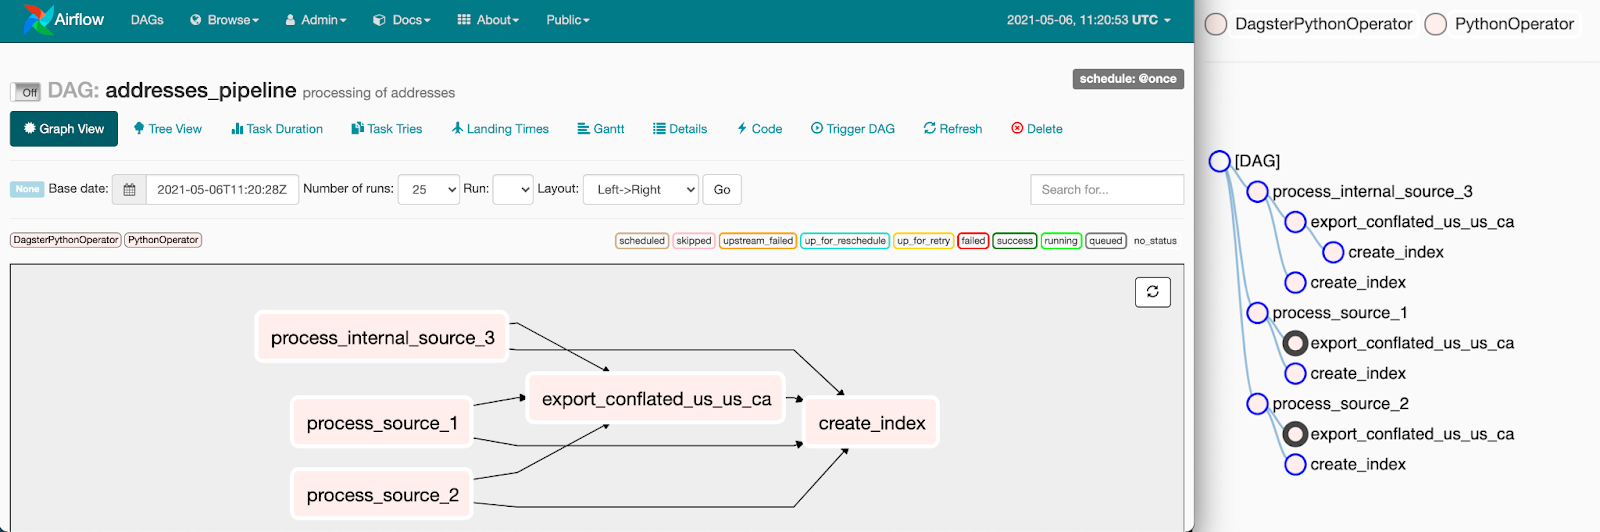 Airflow DAGs Browse Admin Docs About Public 2021-05-06, 11:20:53 UTC
Off DAG: addresses_pipeline processing of addresses schedule: @once
Graph View Tree View Task Duration Task Tries Landing Times Gantt Details Code Trigger DAG Refresh Delete
None Base date: 2021-05-06T11:20:28Z Number of runs: 25 Run: Layout: Left->Right Go Search for...
DagsterPythonOperator PythonOperator scheduled skipped upstream_failed up_for_reschedule up_for_retry failed success running queued no_status
process_internal_source_3
export_conflated_us_us_ca
process_source_1
create_index
process_source_2
DagsterPythonOperator PythonOperator
[DAG]
process_internal_source_3
export_conflated_us_us_ca
create_index
create_index
process_source_1
export_conflated_us_us_ca
create_index
process_source_2
export_conflated_us_us_ca
create_index